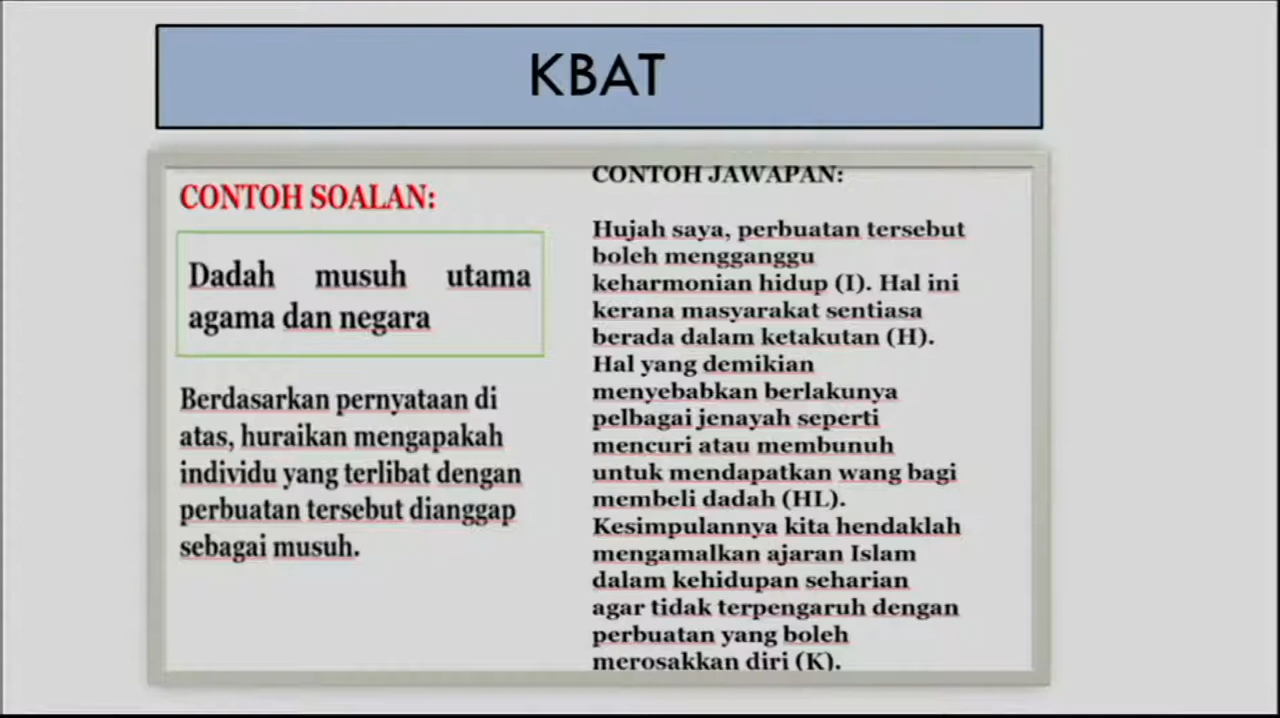 KBAT
CONTOH SOALAN:
Dadah musuh utama
agama dan negara
Berdasarkan pernyataan di
atas, huraikan mengapakah
individu yang terlibat dengan
perbuatan tersebut dianggap
sebagai musuh.
CONTOH JAWAPAN:
Hujah saya, perbuatan tersebut
boleh mengganggu
keharmonian hidup (I). Hal ini
kerana masyarakat sentiasa
berada dalam ketakutan (H).
Hal yang demikian
menyebabkan berlakunya
pelbagai jenayah seperti
mencuri atau membunuh
untuk mendapatkan wang bagi
membeli dadah (HL).
Kesimpulannya kita hendaklah
mengamalkan ajaran Islam
dalam kehidupan seharian
agar tidak terpengaruh dengan
perbuatan yang boleh
merosakkan diri (K).